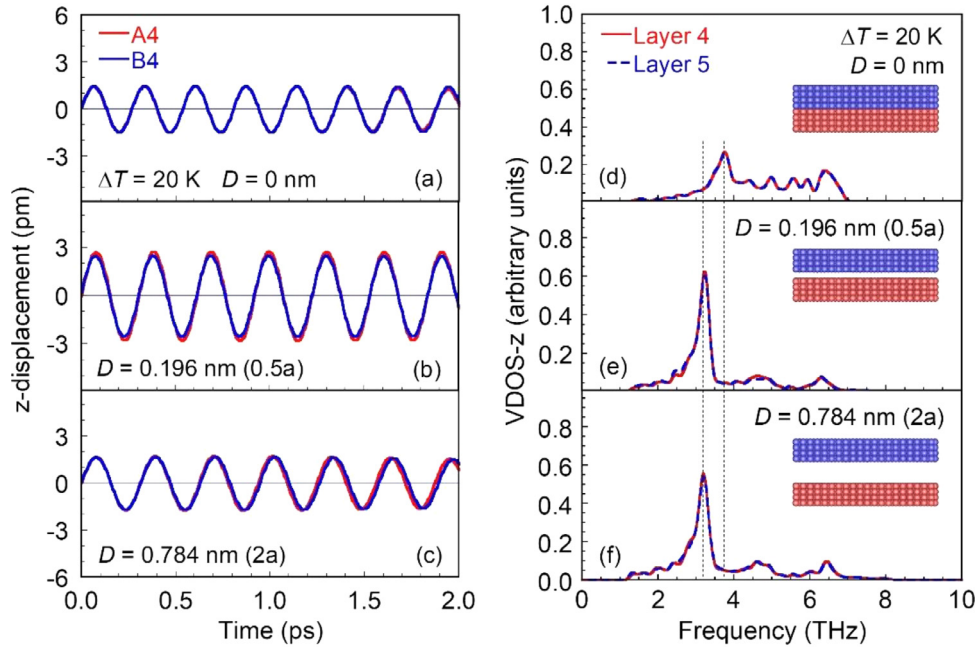 6
3
0
-3
A4
B4
ΔT = 20 K D = 0 nm
(a)
3
0
-3
D = 0.196 nm (0.5a)
(b)
3
0
-3
-6
D = 0.784 nm (2a)
(c)
0.0
0.5
1.0
1.5
2.0
z-displacement (pm)
Time (ps)
1.0
0.8
0.6
0.4
0.2
Layer 4
Layer 5
ΔT = 20 K
D = 0 nm
(d)
0.8
0.6
0.4
0.2
D = 0.196 nm (0.5a)
(e)
1.0
0.8
0.6
0.4
0.2
0.0
D = 0.784 nm (2a)
(f)
0
2
4
6
8
10
VDOS-z (arbitrary units)
Frequency (THz)